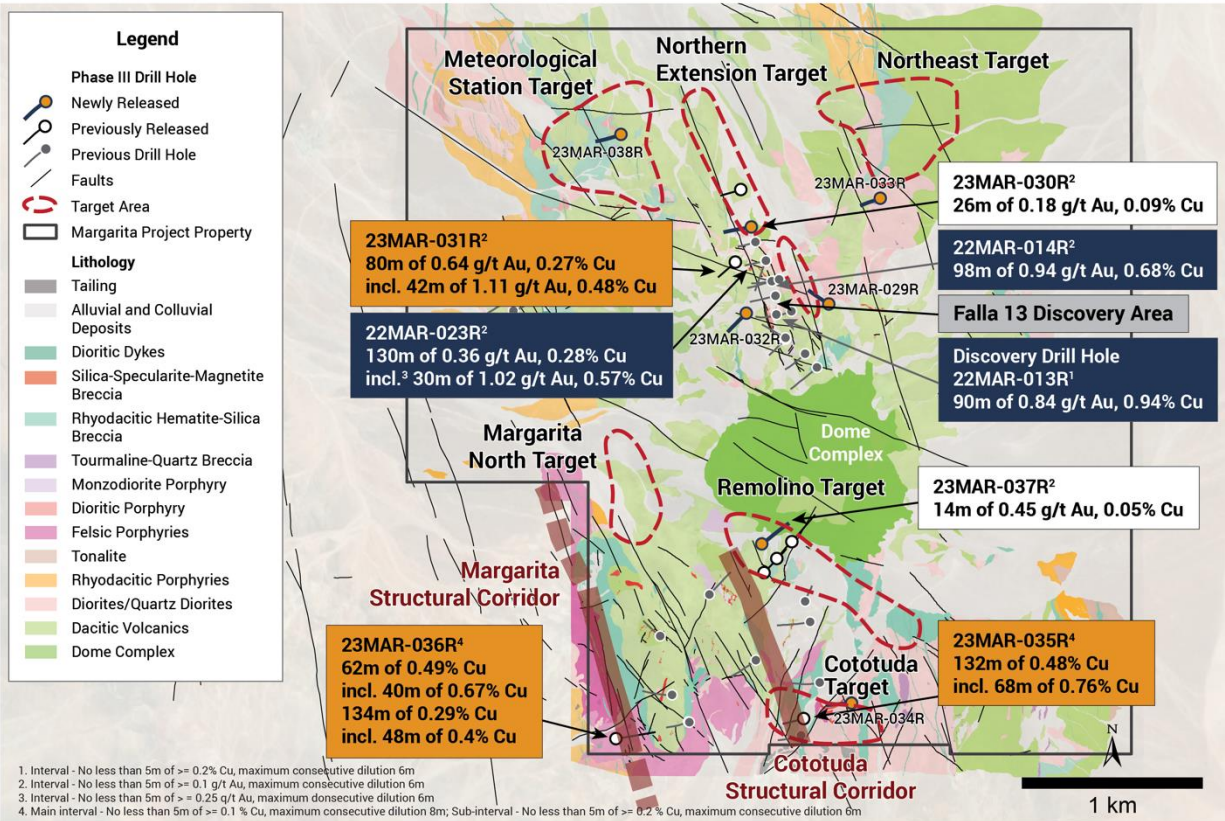 Legend
Phase III Drill Hole
Newly Released
Previously Released
Previous Drill Hole
Faults
Target Area
Margarita Project Property
Lithology
Tailing
Alluvial and Colluvial
Deposits
Dioritic Dykes
Silica-Specularite-Magnetite
Breccia
Rhyodacitic Hematite-Silica
Breccia
Tourmaline-Quartz Breccia
Monzodiorite Porphyry
Dioritic Porphyry
Felsic Porphyries
Tonalite
Rhyodacitic Porphyries
Diorites/Quartz Diorites
Dacitic Volcanics
Dome Complex
Meteorological
Station Target
Northern
Extension Target
Northeast Target
23MAR-038R
23MAR-033R
23MAR-030R²
26m of 0.18 g/t Au, 0.09% Cu
23MAR-031R²
80m of 0.64 g/t Au, 0.27% Cu
incl. 42m of 1.11 g/t Au, 0.48% Cu
22MAR-014R²
98m of 0.94 g/t Au, 0.68% Cu
23MAR-029R
Falla 13 Discovery Area
22MAR-023R²
130m of 0.36 g/t Au, 0.28% Cu
incl.³ 30m of 1.02 g/t Au, 0.57% Cu
23MAR-032R
Discovery Drill Hole
22MAR-013R¹
90m of 0.84 g/t Au, 0.94% Cu
Dome
Complex
Margarita
North Target
Remolino Target
23MAR-037R²
14m of 0.45 g/t Au, 0.05% Cu
Margarita
Structural Corridor
23MAR-036R⁴
62m of 0.49% Cu
incl. 40m of 0.67% Cu
134m of 0.29% Cu
incl. 48m of 0.4% Cu
23MAR-035R⁴
132m of 0.48% Cu
incl. 68m of 0.76% Cu
Cototuda
Target
23MAR-034R
Cototuda
Structural Corridor
N
1 km
1. Interval - No less than 5m of >= 0.2% Cu, maximum consecutive dilution 6m
2. Interval - No less than 5m of >= 0.1 g/t Au, maximum consecutive dilution 6m
3. Interval - No less than 5m of > = 0.25 q/t Au, maximum donsecutive dilution 6m
4. Main interval - No less than 5m of >= 0.1 % Cu, maximum consecutive dilution 8m; Sub-interval - No less than 5m of >= 0.2 % Cu, maximum consecutive dilution 6m